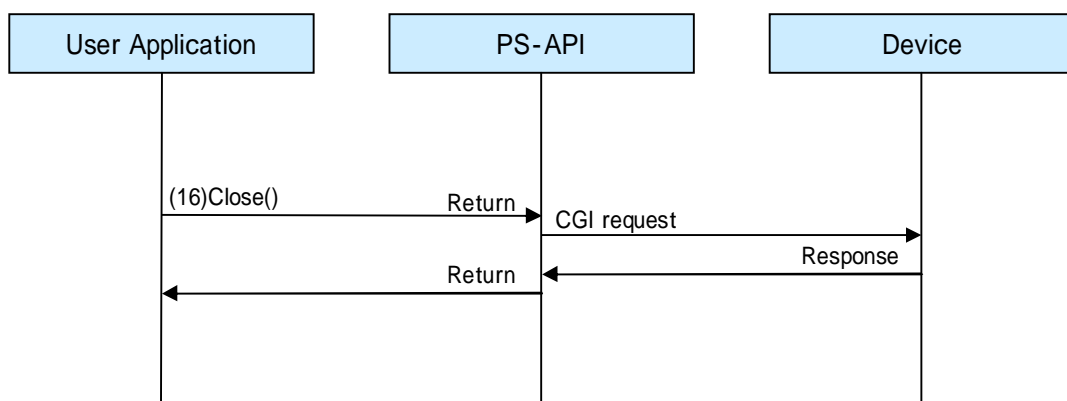 User Application
PS-API
Device
(16)Close()
Return
CGI request
Response
Return